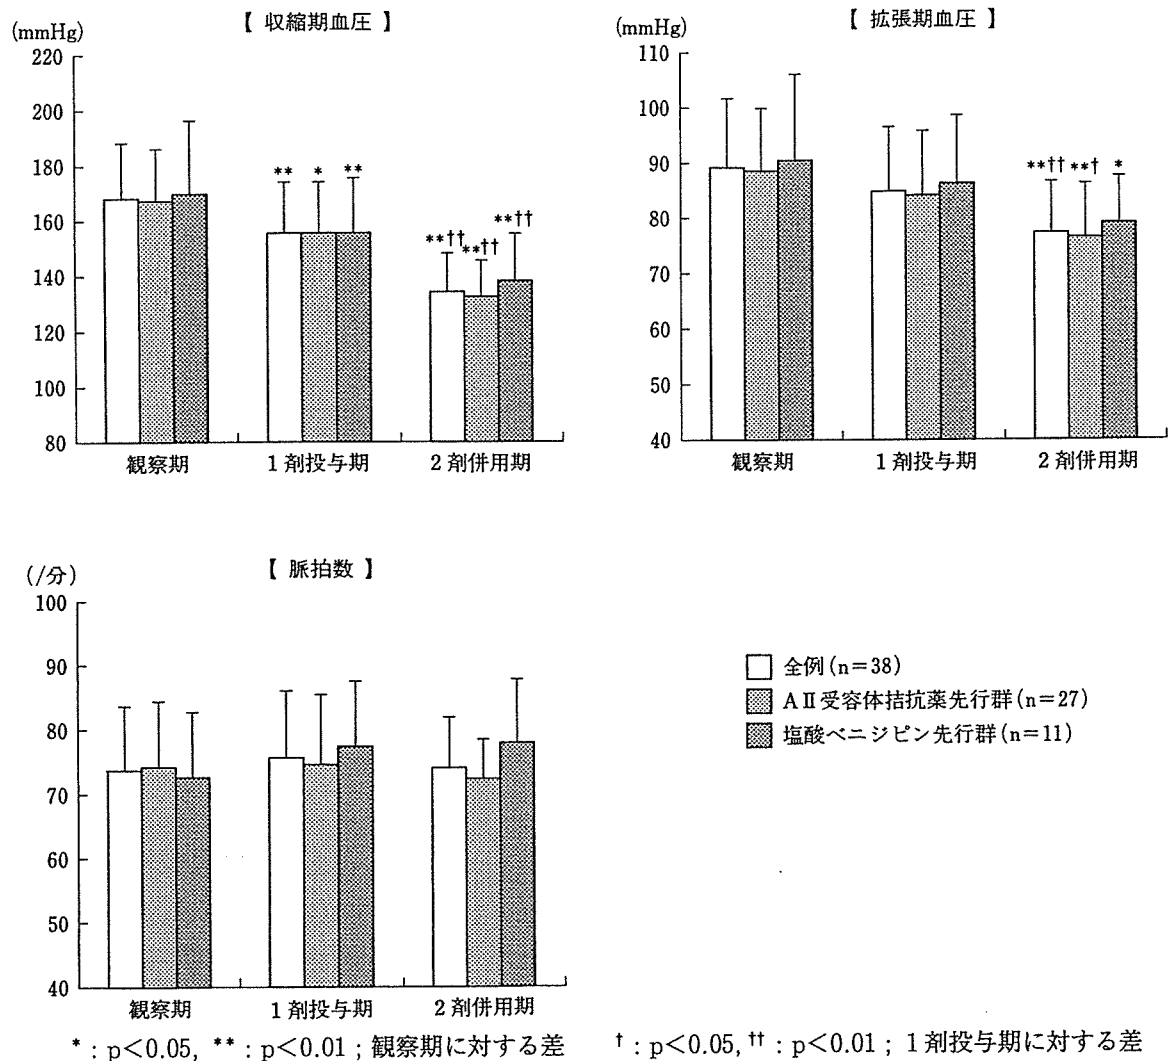 【 収縮期血圧 】
(mmHg)
220
200
180
160
140
120
100
80
** * **
**†† **†† **††
観察期 1剤投与期 2剤併用期
【 拡張期血圧 】
(mmHg)
110
100
90
80
70
60
50
40
**†† **† *
観察期 1剤投与期 2剤併用期
【 脈拍数 】
(/分)
100
90
80
70
60
50
40
観察期 1剤投与期 2剤併用期
全例(n=38)
AⅡ受容体拮抗薬先行群(n=27)
塩酸ベニジピン先行群(n=11)
*:p<0.05, **:p<0.01;観察期に対する差
†:p<0.05, ††:p<0.01;1剤投与期に対する差